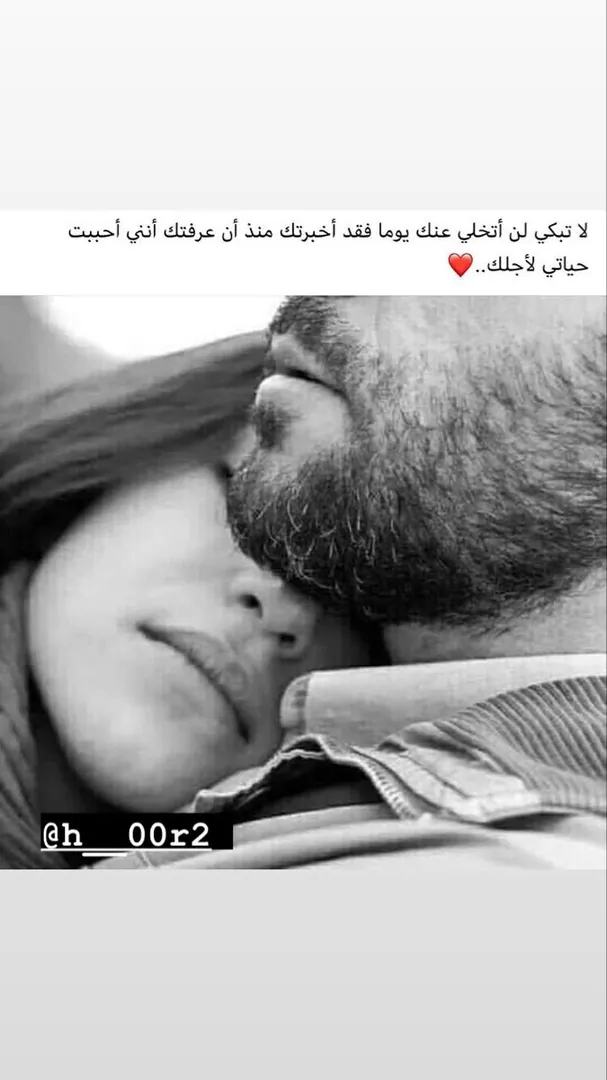 لا تبكي لن أتخلي عنك يوما فقد أخبرتك منذ أن عرفتك أنني أحببت
حياتي لأجلك..❤️
@h__00r2